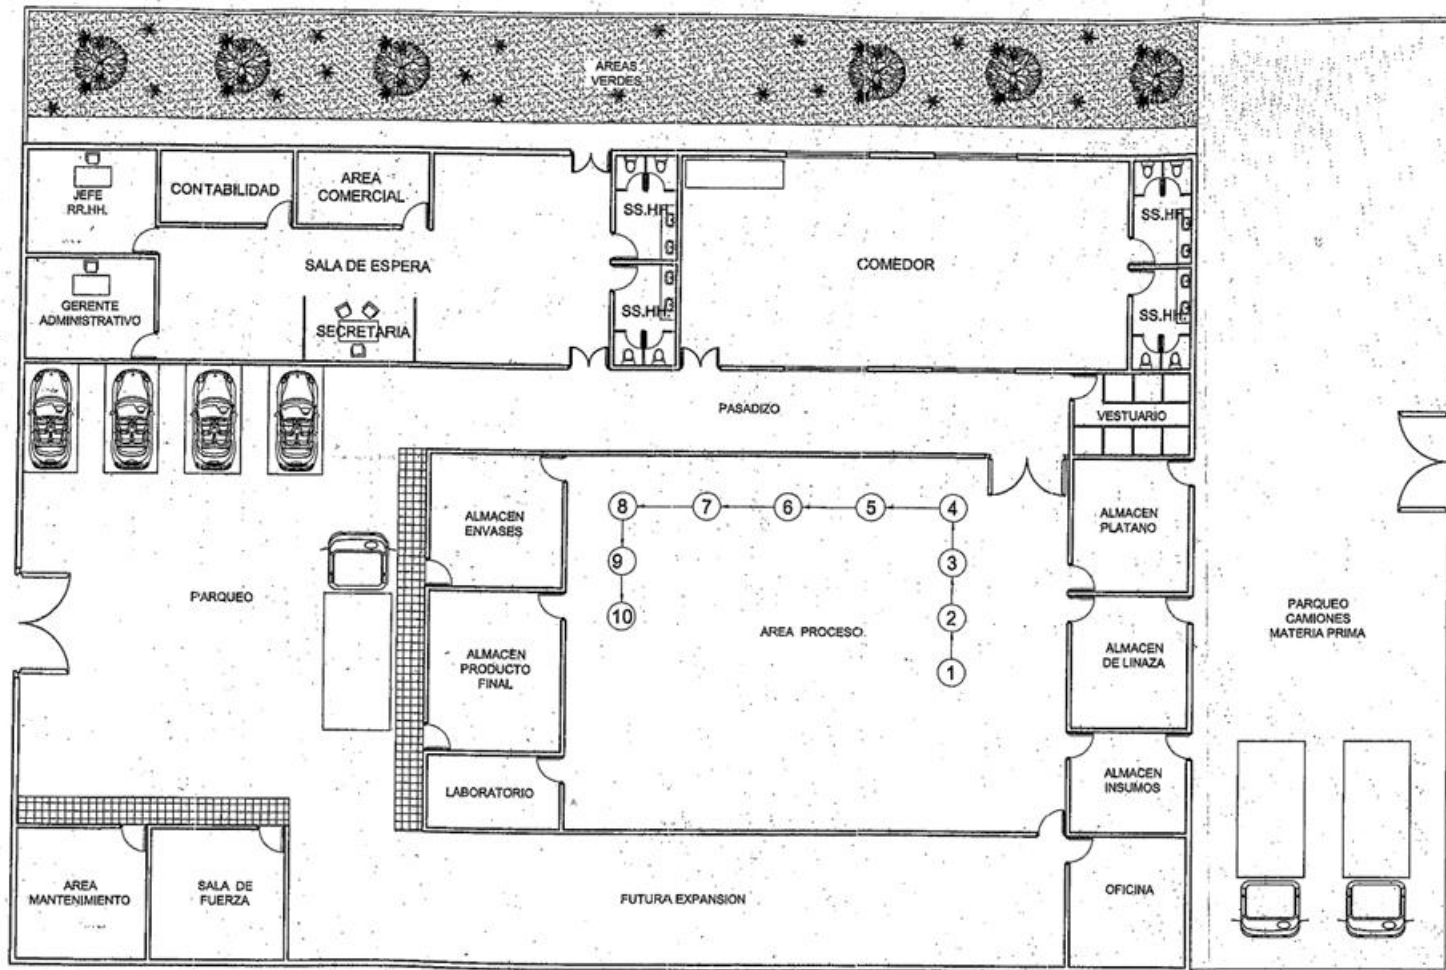 AREAS
VERDES
JEFE
RR.HH.
CONTABILIDAD
AREA
COMERCIAL
SS.HH.
SS.HH.
SALA DE ESPERA
COMEDOR
GERENTE
ADMINISTRATIVO
SECRETARIA
SS.HH.
SS.HH.
PASADIZO
VESTUARIO
ALMACEN
ENVASES
8
7
6
5
4
ALMACEN
PLATANO
9
3
PARQUEO
10
2
AREA PROCESO.
1
PARQUEO
CAMIONES
MATERIA PRIMA
ALMACEN
PRODUCTO
FINAL
ALMACEN
DE LINAZA
LABORATORIO
ALMACEN
INSUMOS
AREA
MANTENIMIENTO
SALA DE
FUERZA
FUTURA EXPANSION
OFICINA